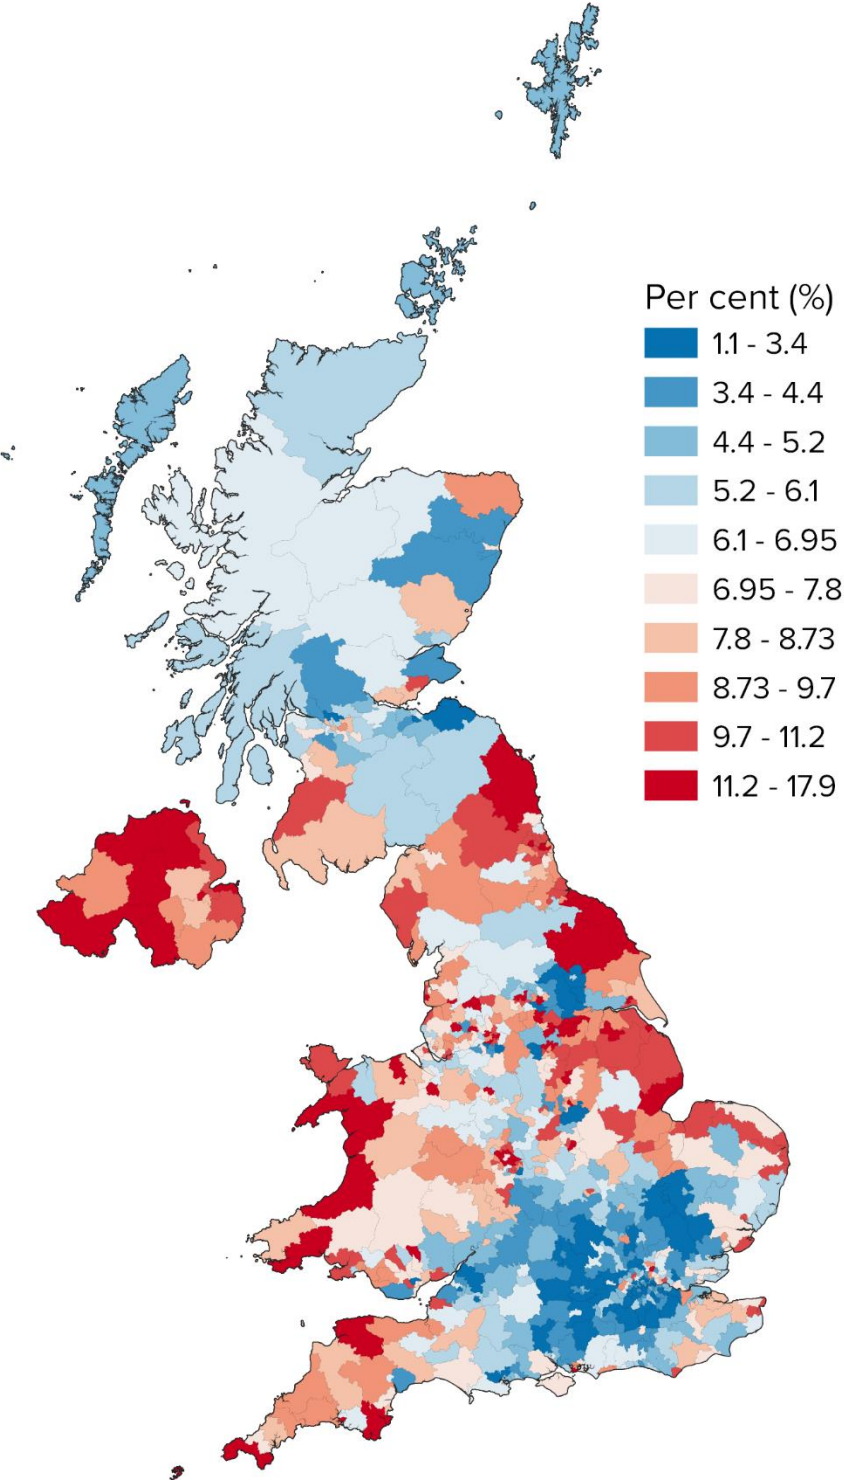 Per cent (%)
1.1 - 3.4
3.4 - 4.4
4.4 - 5.2
5.2 - 6.1
6.1 - 6.95
6.95 - 7.8
7.8 - 8.73
8.73 - 9.7
9.7 - 11.2
11.2 - 17.9